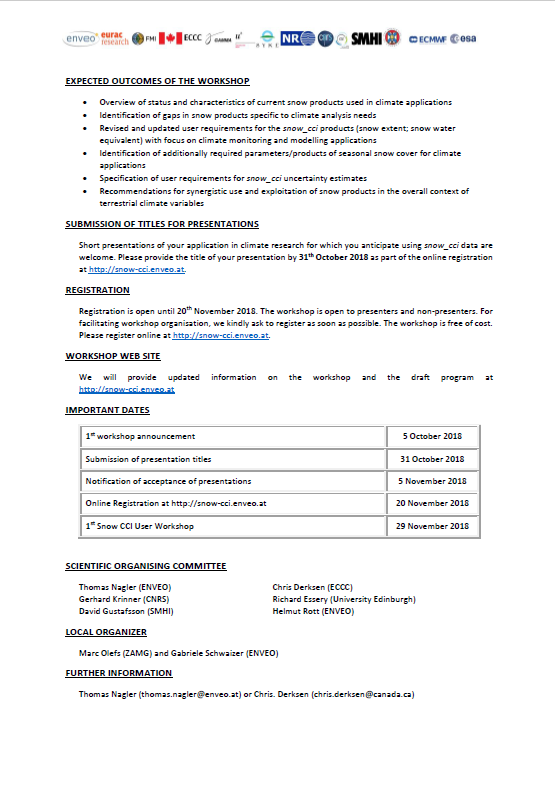 enveo eurac research FMI ECCC GAMMA SYKE NR SMHI ECMWF esa
EXPECTED OUTCOMES OF THE WORKSHOP
• Overview of status and characteristics of current snow products used in climate applications
• Identification of gaps in snow products specific to climate analysis needs
• Revised and updated user requirements for the snow_cci products (snow extent; snow water
equivalent) with focus on climate monitoring and modelling applications
• Identification of additionally required parameters/products of seasonal snow cover for climate
applications
• Specification of user requirements for snow_cci uncertainty estimates
• Recommendations for synergistic use and exploitation of snow products in the overall context of
terrestrial climate variables
SUBMISSION OF TITLES FOR PRESENTATIONS
Short presentations of your application in climate research for which you anticipate using snow_cci data are
welcome. Please provide the title of your presentation by 31th October 2018 as part of the online registration
at http://snow-cci.enveo.at.
REGISTRATION
Registration is open until 20th November 2018. The workshop is open to presenters and non-presenters. For
facilitating workshop organisation, we kindly ask to register as soon as possible. The workshop is free of cost.
Please register online at http://snow-cci.enveo.at.
WORKSHOP WEB SITE
We will provide updated information on the workshop and the draft program at
http://snow-cci.enveo.at
IMPORTANT DATES
1st workshop announcement 5 October 2018
Submission of presentation titles 31 October 2018
Notification of acceptance of presentations 5 November 2018
Online Registration at http://snow-cci.enveo.at 20 November 2018
1st Snow CCI User Workshop 29 November 2018
SCIENTIFIC ORGANISING COMMITTEE
Thomas Nagler (ENVEO) Chris Derksen (ECCC)
Gerhard Krinner (CNRS) Richard Essery (University Edinburgh)
David Gustafsson (SMHI) Helmut Rott (ENVEO)
LOCAL ORGANIZER
Marc Olefs (ZAMG) and Gabriele Schwaizer (ENVEO)
FURTHER INFORMATION
Thomas Nagler (thomas.nagler@enveo.at) or Chris. Derksen (chris.derksen@canada.ca)